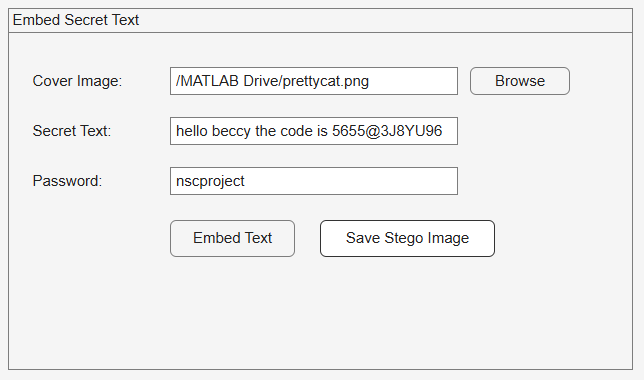 Embed Secret Text
Cover Image: /MATLAB Drive/prettycat.png Browse
Secret Text: hello beccy the code is 5655@3J8YU96
Password: nscproject
Embed Text Save Stego Image